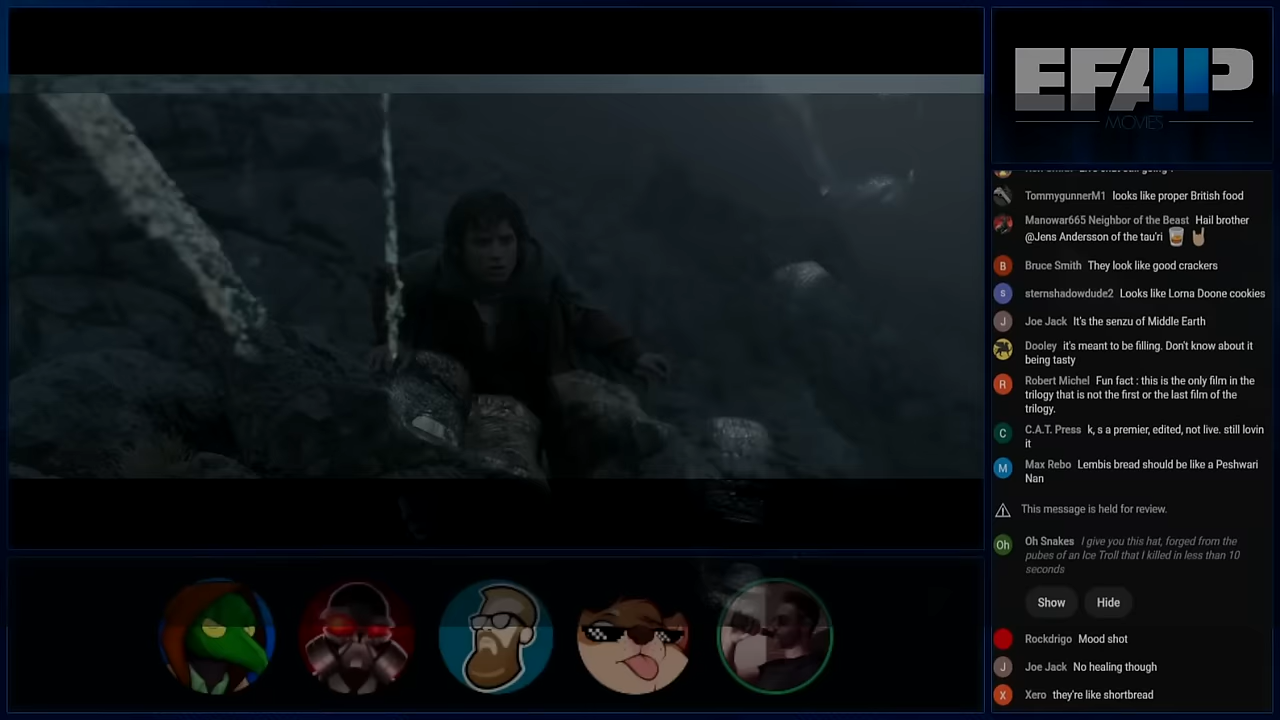 EFAP
MOVIES
TommygunnerM1 looks like proper British food
Manowar665 Neighbor of the Beast Hail brother
@Jens Andersson of the tau'ri
B Bruce Smith They look like good crackers
s sternshadowdude2 Looks like Lorna Doone cookies
J Joe Jack It's the senzu of Middle Earth
Dooley it's meant to be filling. Don't know about it
being tasty
R Robert Michel Fun fact : this is the only film in the
trilogy that is not the first or the last film of the
trilogy.
C C.A.T. Press k, s a premier, edited, not live. still lovin
it
M Max Rebo Lembis bread should be like a Peshwari
Nan
This message is held for review.
Oh Oh Snakes I give you this hat, forged from the
pubes of an Ice Troll that I killed in less than 10
seconds
Show Hide
Rockdrigo Mood shot
J Joe Jack No healing though
X Xero they're like shortbread